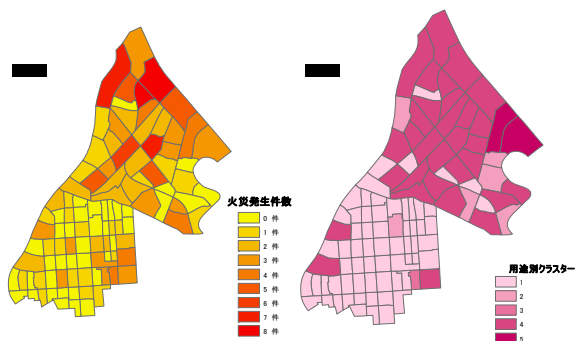 火災発生件数
0 件
1 件
2 件
3 件
4 件
5 件
6 件
7 件
8 件
用途別クラスター
1
2
3
4
5